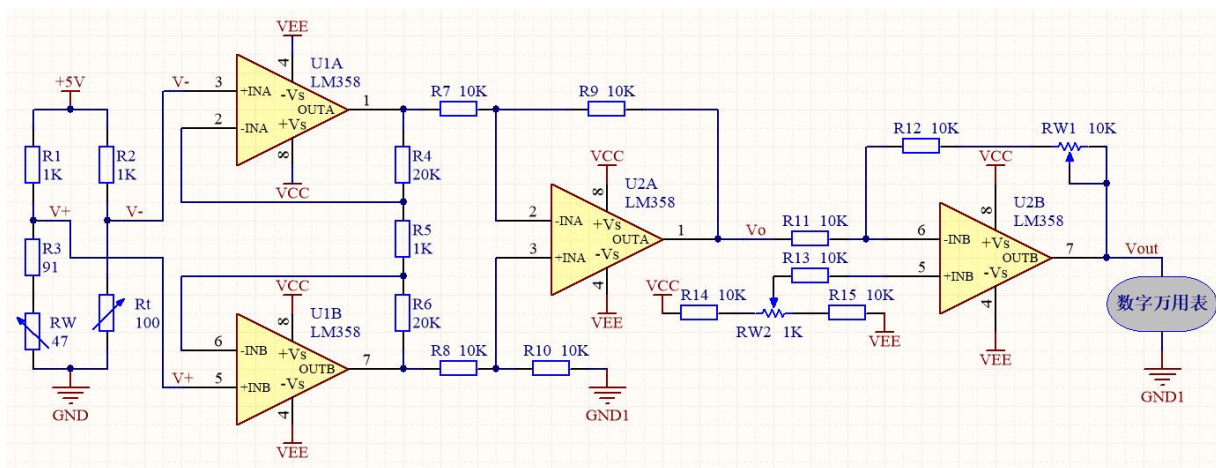 VEE
U1A
LM358
4
V-
3
+INA
-Vs
OUTA
1
2
-INA
+Vs
8
VCC
+5V
R1
1K
R2
1K
V+
V-
R3
91
RW
47
Rt
100
GND
R4
20K
R5
1K
R6
20K
VCC
8
U1B
LM358
6
-INB
+Vs
OUTB
7
V+
5
+INB
-Vs
4
VEE
R7 10K
R9 10K
R8 10K
R10 10K
GND1
VCC
8
U2A
LM358
2
-INA
+Vs
OUTA
1
3
+INA
-Vs
4
VEE
Vo
R11 10K
R12 10K
RW1 10K
VCC
8
U2B
LM358
6
-INB
+Vs
OUTB
7
5
+INB
-Vs
4
VEE
R13 10K
VCC
R14 10K
RW2 1K
R15 10K
VEE
Vout
数字万用表
GND1